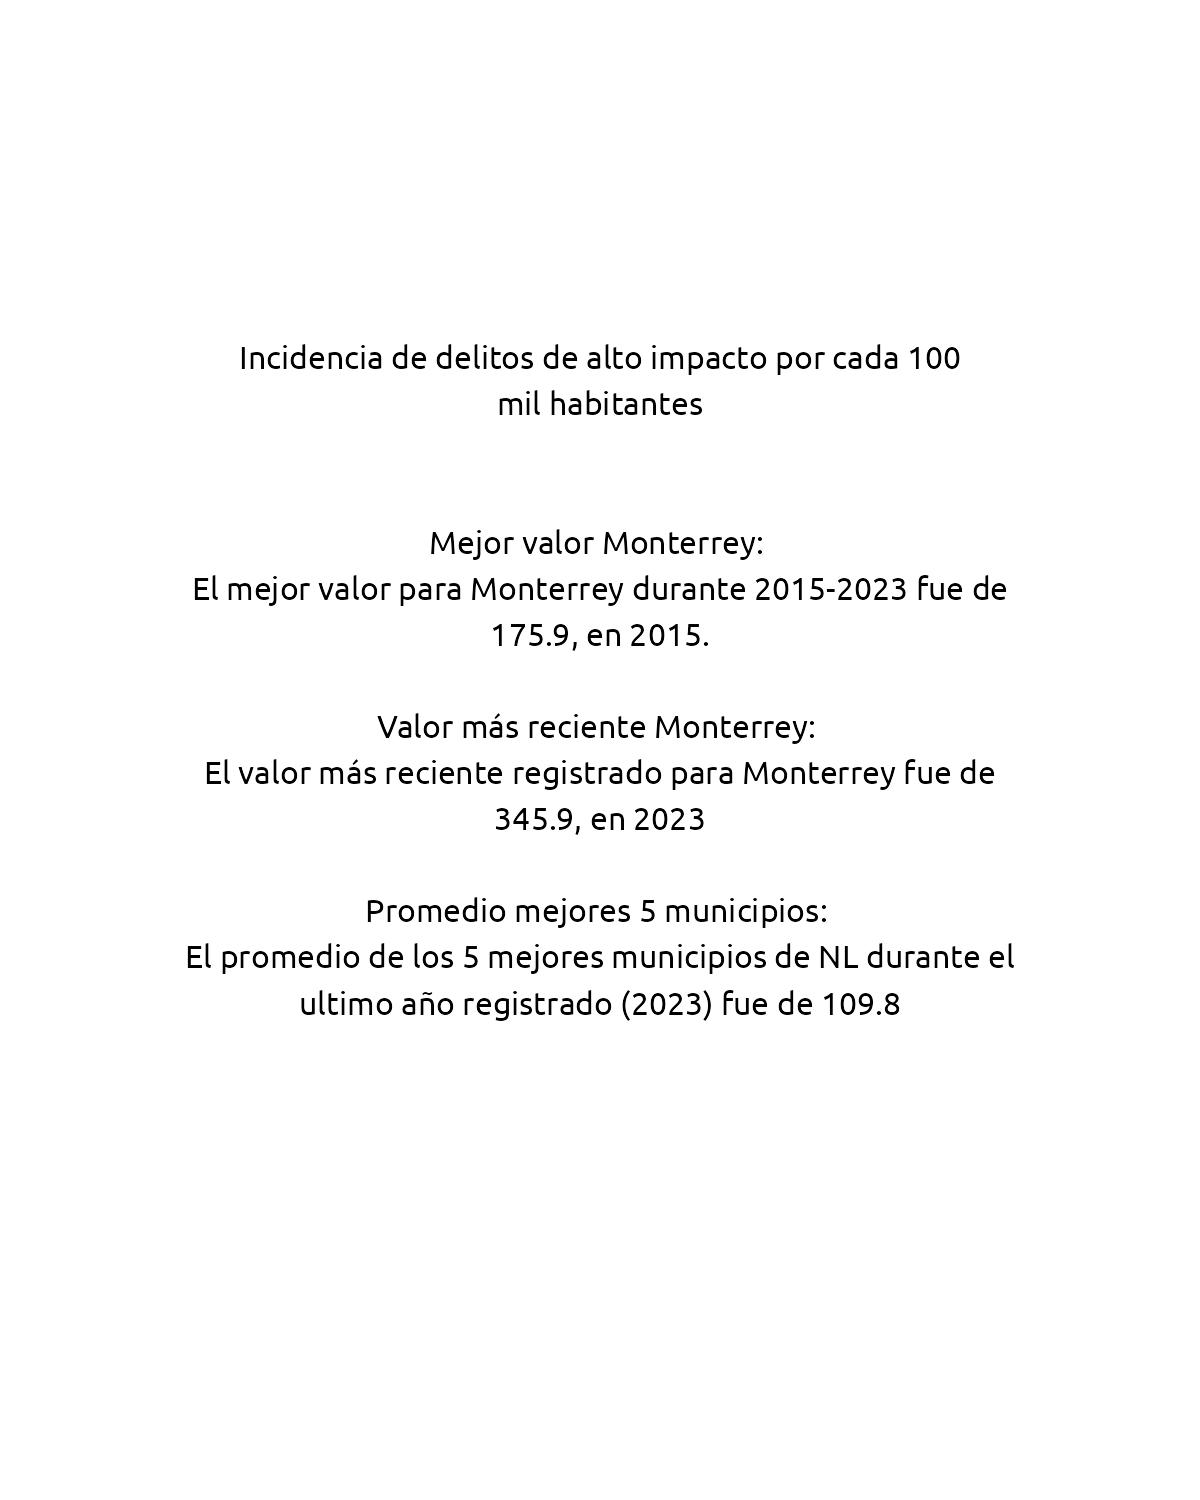 Incidencia de delitos de alto impacto por cada 100
mil habitantes
Mejor valor Monterrey:
El mejor valor para Monterrey durante 2015-2023 fue de
175.9, en 2015.
Valor más reciente Monterrey:
El valor más reciente registrado para Monterrey fue de
345.9, en 2023
Promedio mejores 5 municipios:
El promedio de los 5 mejores municipios de NL durante el
ultimo año registrado (2023) fue de 109.8